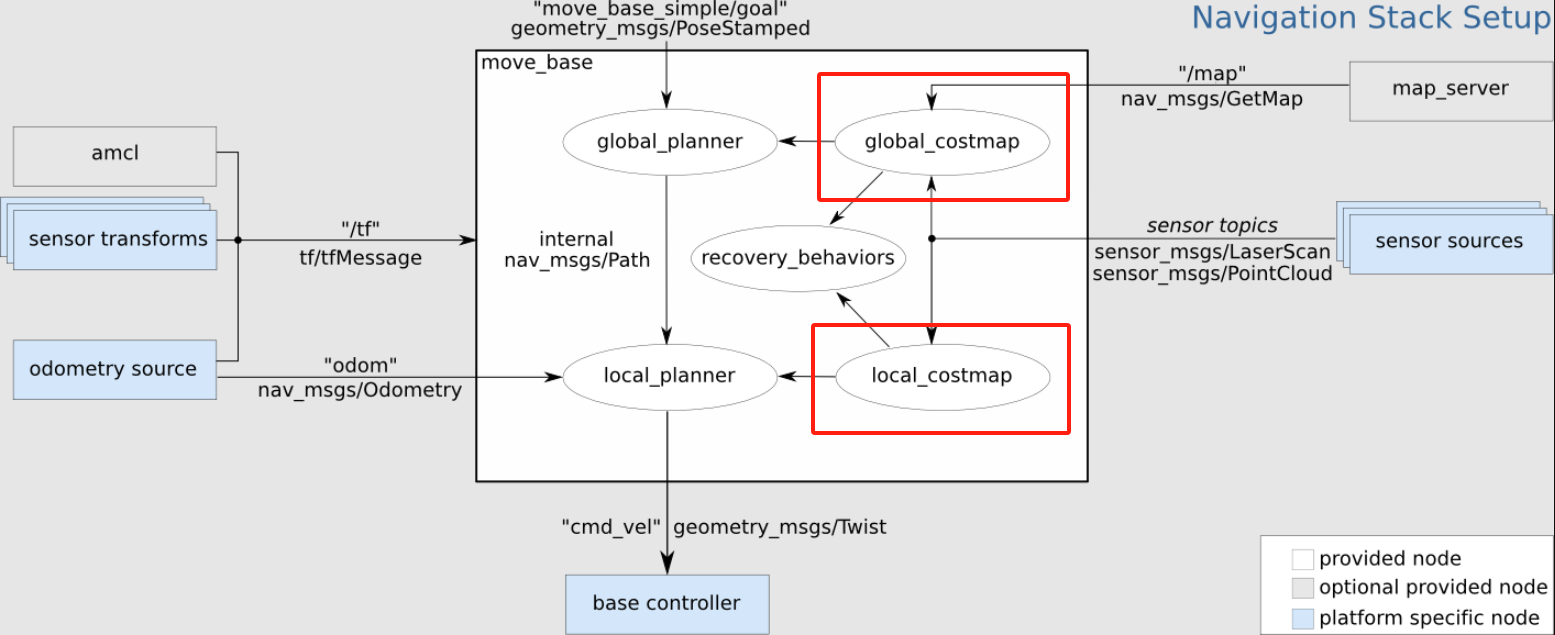 Navigation Stack Setup
"move_base_simple/goal"
geometry_msgs/PoseStamped
move_base
"/map"
nav_msgs/GetMap
map_server
global_planner
global_costmap
amcl
sensor transforms
"/tf"
tf/tfMessage
internal
nav_msgs/Path
recovery_behaviors
sensor topics
sensor_msgs/LaserScan
sensor_msgs/PointCloud
sensor sources
odometry source
"odom"
nav_msgs/Odometry
local_planner
local_costmap
"cmd_vel"
geometry_msgs/Twist
base controller
provided node
optional provided node
platform specific node